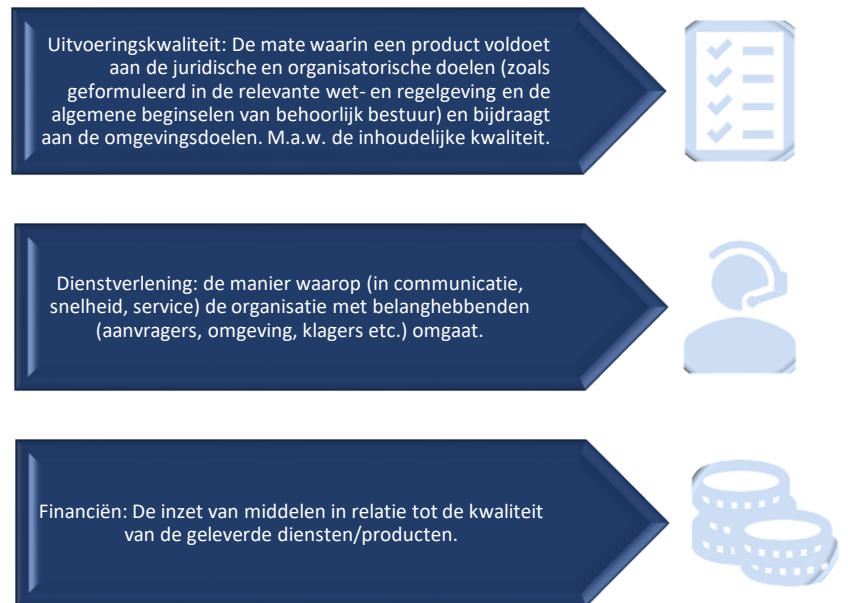 Uitvoeringskwaliteit: De mate waarin een product voldoet
aan de juridische en organisatorische doelen (zoals
geformuleerd in de relevante wet- en regelgeving en de
algemene beginselen van behoorlijk bestuur) en bijdraagt
aan de omgevingsdoelen. M.a.w. de inhoudelijke kwaliteit.
Dienstverlening: de manier waarop (in communicatie,
snelheid, service) de organisatie met belanghebbenden
(aanvragers, omgeving, klagers etc.) omgaat.
Financiën: De inzet van middelen in relatie tot de kwaliteit
van de geleverde diensten/producten.